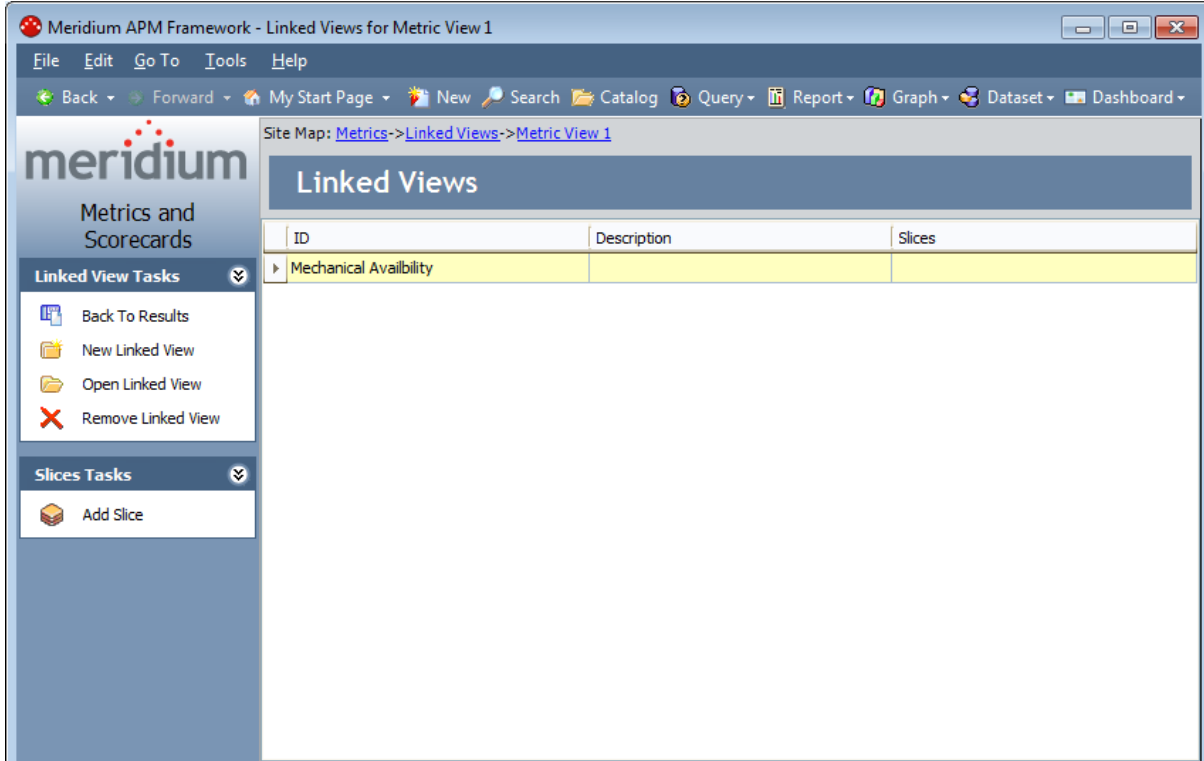 Meridium APM Framework - Linked Views for Metric View 1
File Edit Go To Tools Help
Back Forward My Start Page New Search Catalog Query Report Graph Dataset Dashboard
meridium
Metrics and
Scorecards
Site Map: Metrics->Linked Views->Metric View 1
Linked Views
ID Description Slices
Mechanical Availbility
Linked View Tasks
Back To Results
New Linked View
Open Linked View
Remove Linked View
Slices Tasks
Add Slice